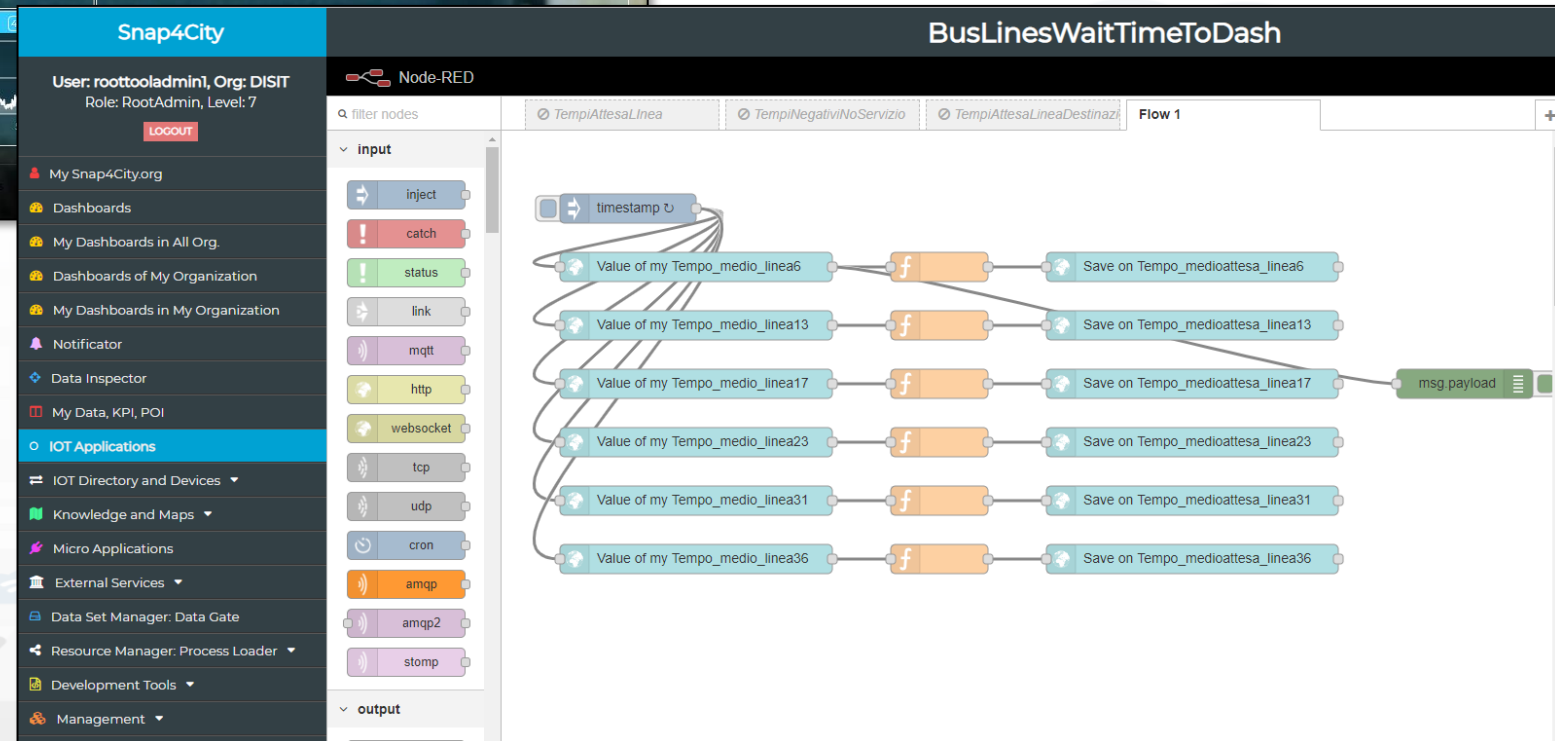 Snap4City
BusLinesWaitTimeToDash
User: roottooladmin1, Org: DISIT
Role: RootAdmin, Level: 7
LOGOUT
My Snap4City.org
Dashboards
My Dashboards in All Org.
Dashboards of My Organization
My Dashboards in My Organization
Notificator
Data Inspector
My Data, KPI, POI
IOT Applications
IOT Directory and Devices
Knowledge and Maps
Micro Applications
External Services
Data Set Manager: Data Gate
Resource Manager: Process Loader
Development Tools
Management
Node-RED
filter nodes
input
inject
catch
status
link
mqtt
http
websocket
tcp
udp
cron
amqp
amqp2
stomp
output
TempiAttesaLInea
TempiNegativiNoServizio
TempiAttesaLineaDestinazi
Flow 1
timestamp ↻
Value of my Tempo_medio_linea6
f
Save on Tempo_medioattesa_linea6
Value of my Tempo_medio_linea13
f
Save on Tempo_medioattesa_linea13
Value of my Tempo_medio_linea17
f
Save on Tempo_medioattesa_linea17
msg.payload
Value of my Tempo_medio_linea23
f
Save on Tempo_medioattesa_linea23
Value of my Tempo_medio_linea31
f
Save on Tempo_medioattesa_linea31
Value of my Tempo_medio_linea36
f
Save on Tempo_medioattesa_linea36